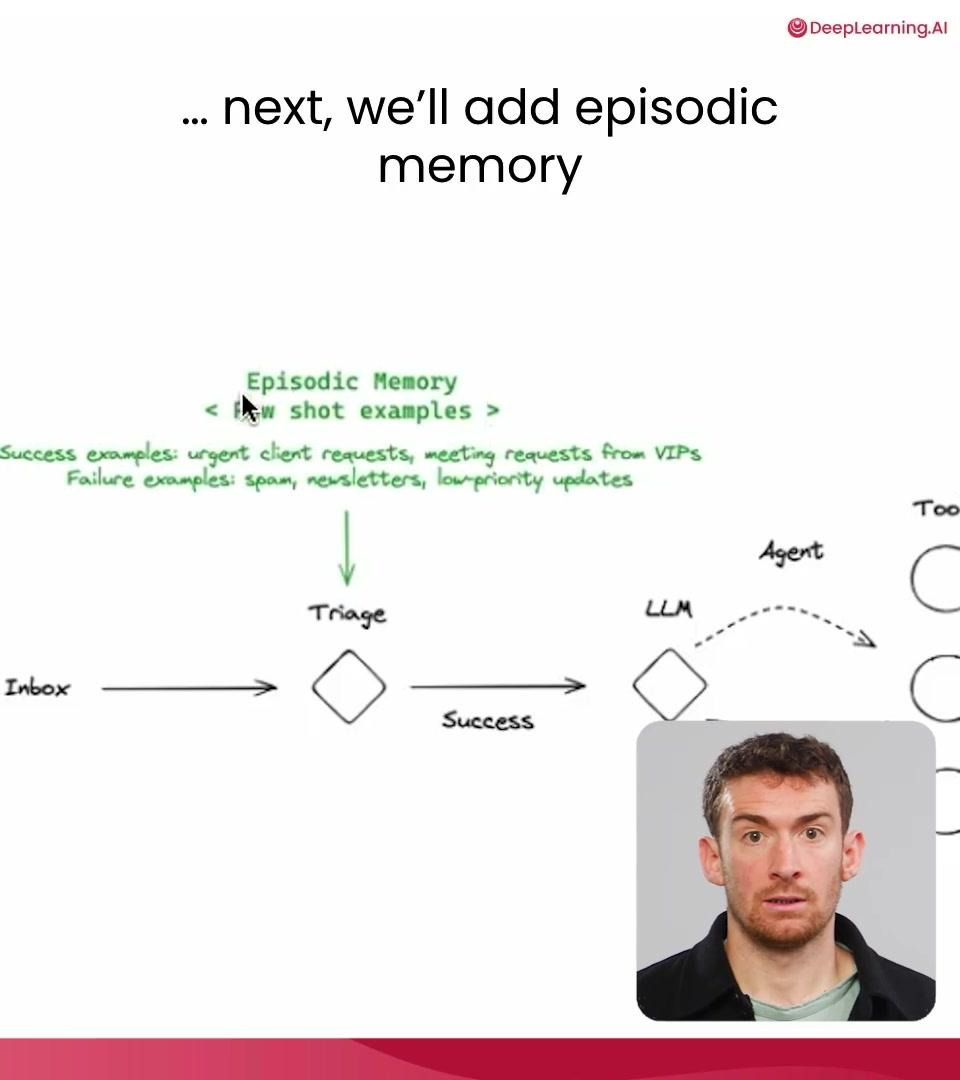 DeepLearning.AI
... next, we’ll add episodic
memory
Episodic Memory
< shot examples >
Success examples: urgent client requests, meeting requests from VIPs
Failure examples: spam, newsletters, low-priority updates
Too
Agent
Triage
LLM
Inbox
Success